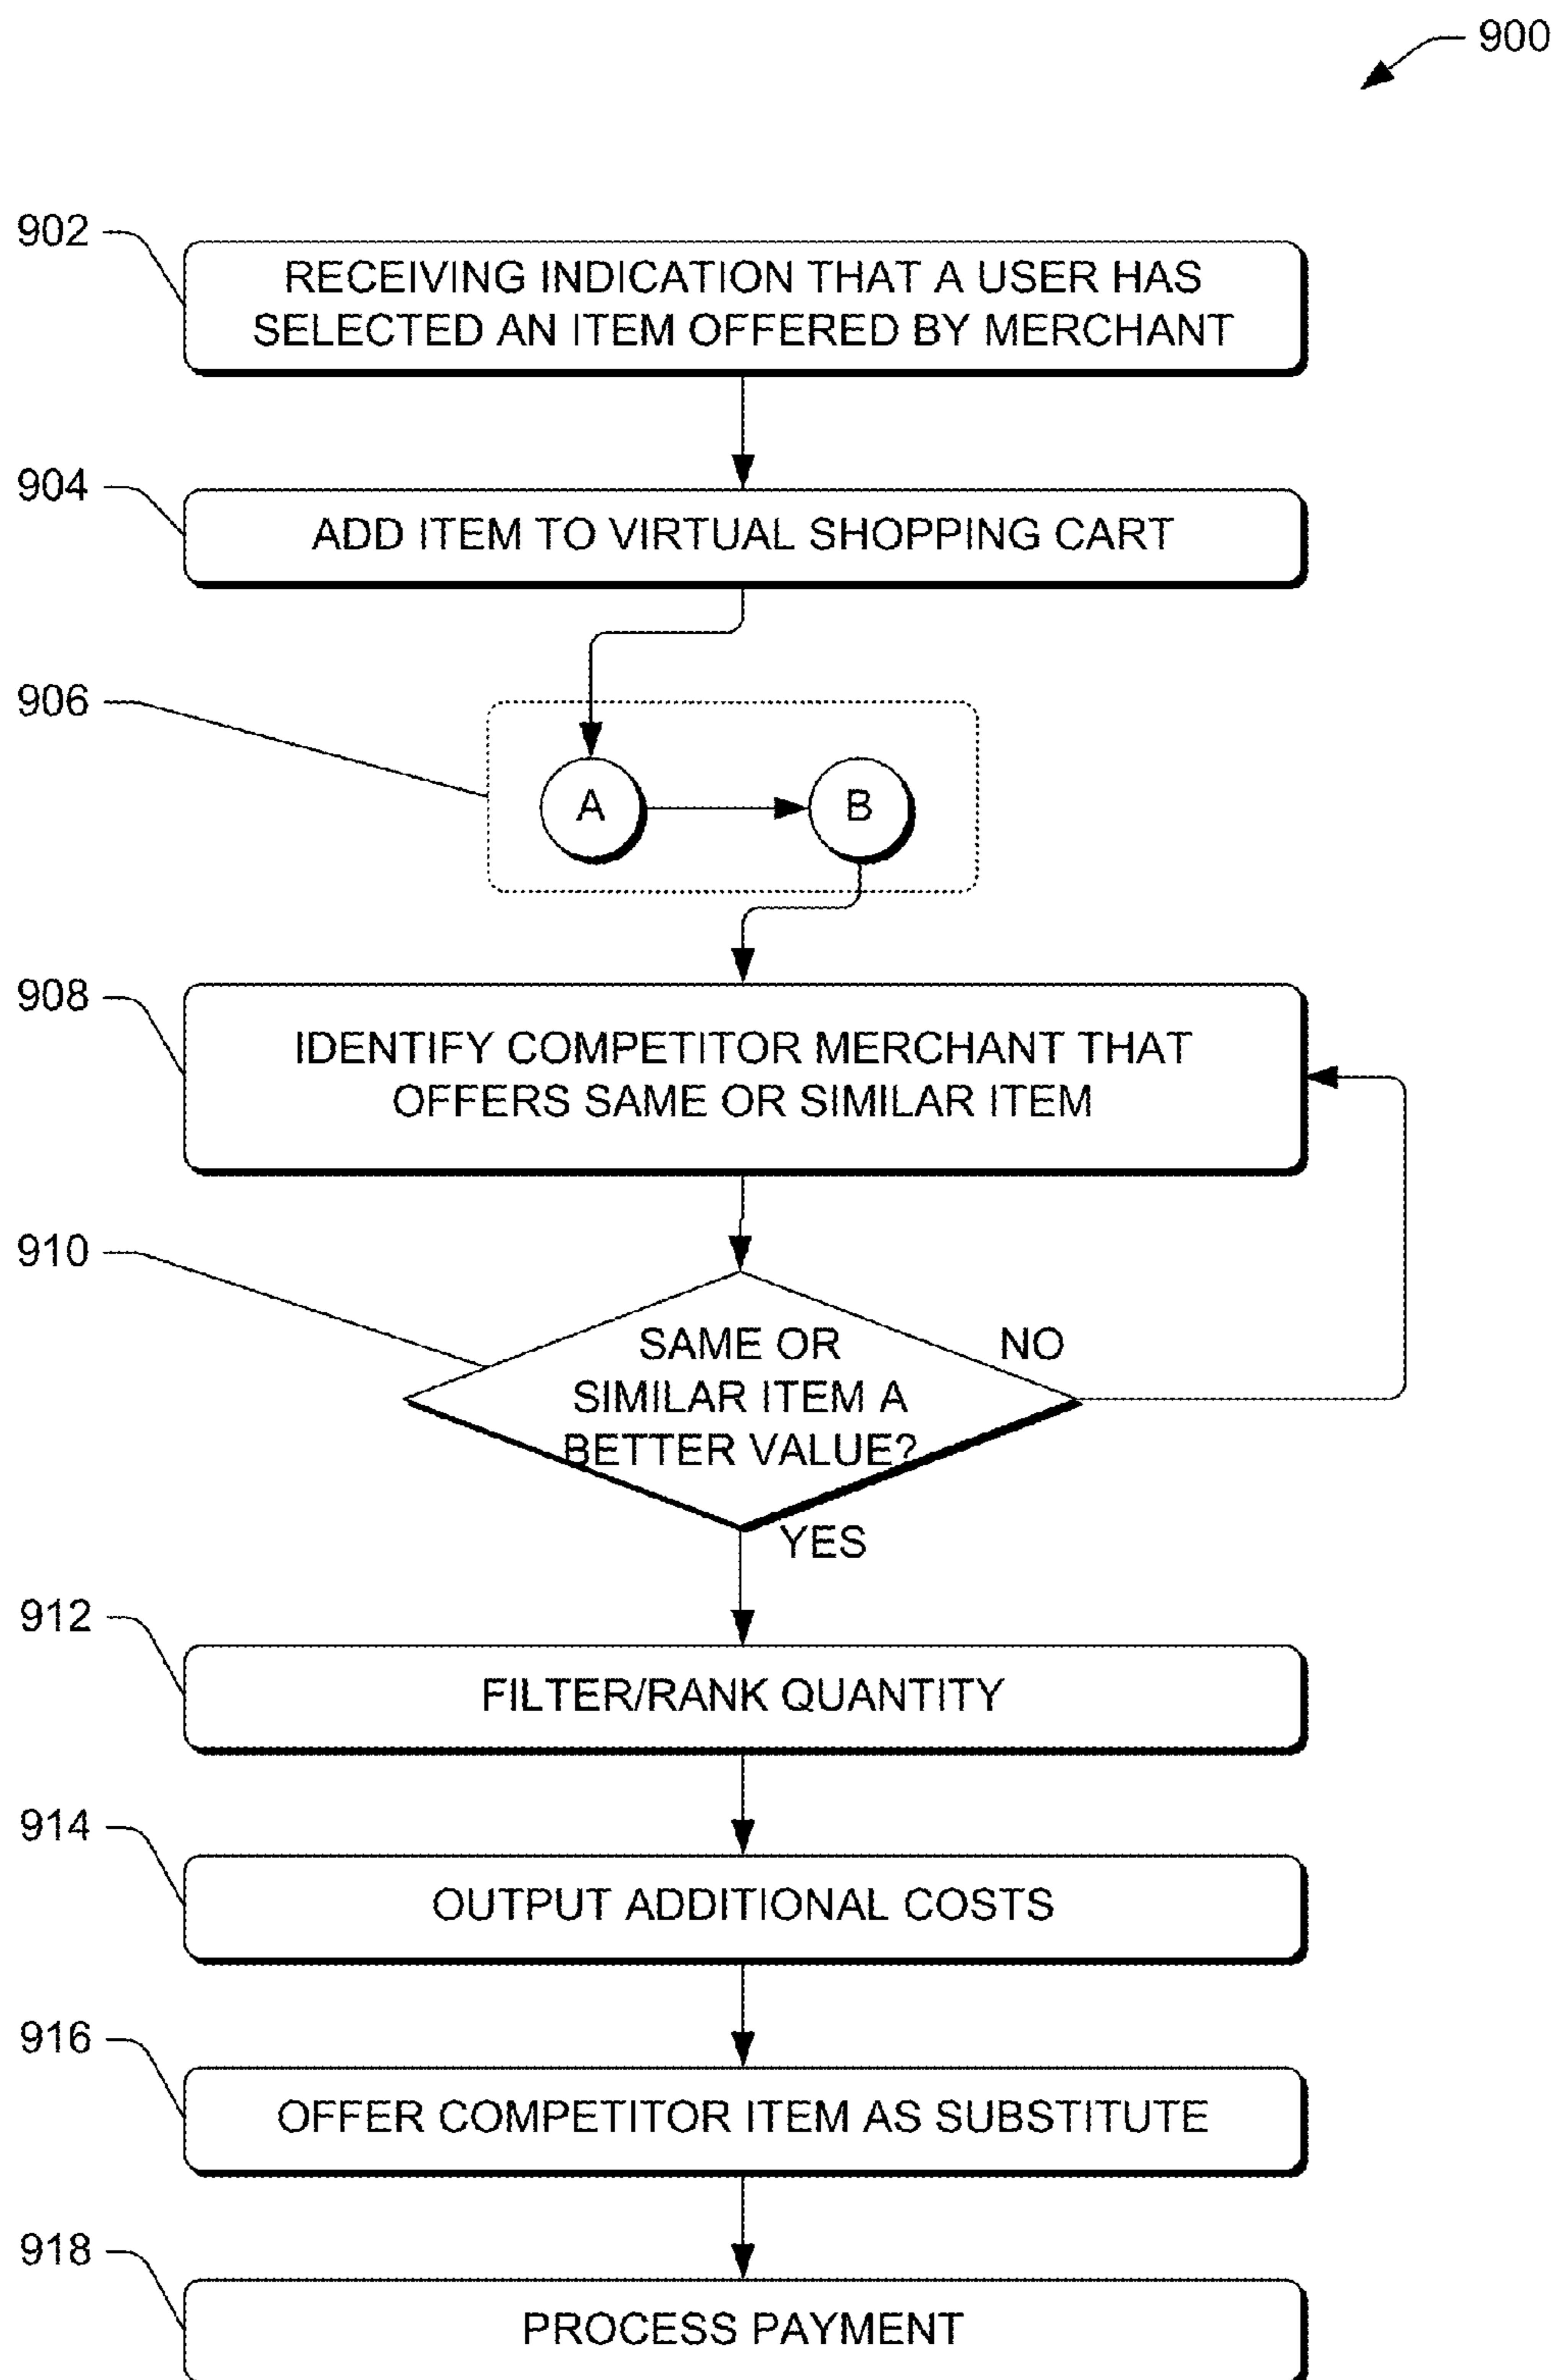 900
902
RECEIVING INDICATION THAT A USER HAS
SELECTED AN ITEM OFFERED BY MERCHANT
904
ADD ITEM TO VIRTUAL SHOPPING CART
906
A
B
908
IDENTIFY COMPETITOR MERCHANT THAT
OFFERS SAME OR SIMILAR ITEM
910
SAME OR
SIMILAR ITEM A
BETTER VALUE?
NO
YES
912
FILTER/RANK QUANTITY
914
OUTPUT ADDITIONAL COSTS
916
OFFER COMPETITOR ITEM AS SUBSTITUTE
918
PROCESS PAYMENT